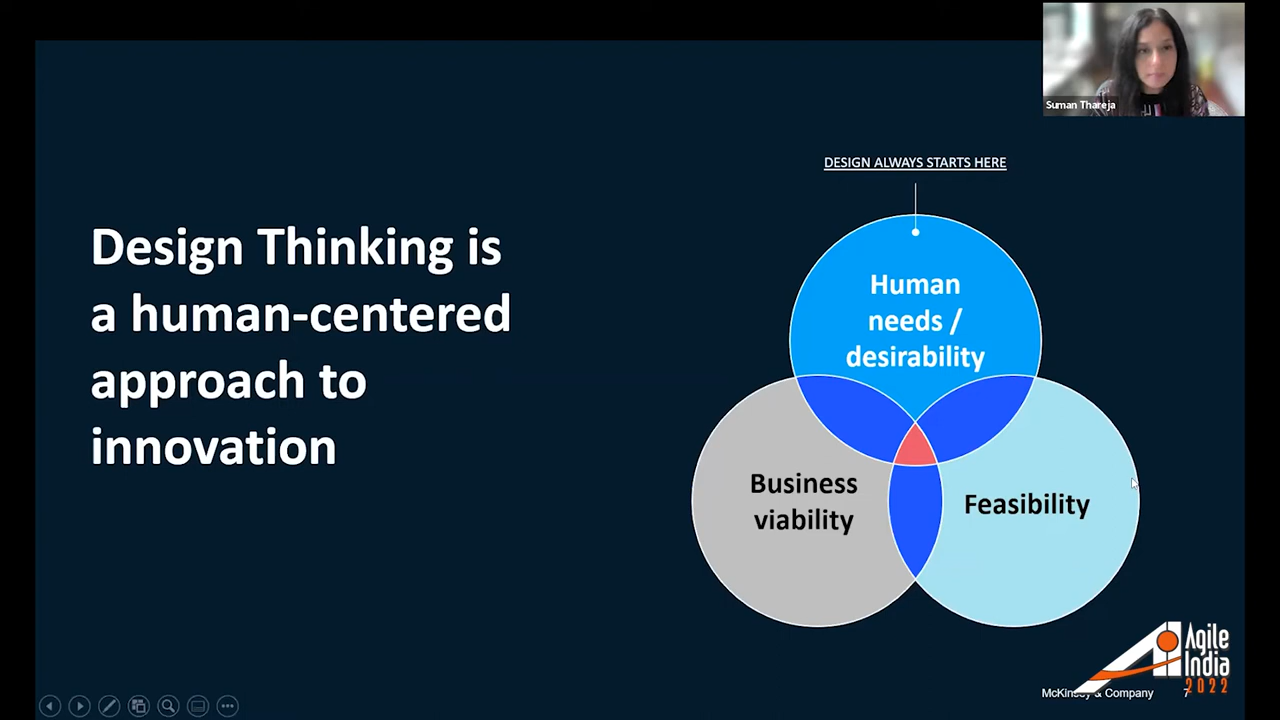 Suman Thareja
DESIGN ALWAYS STARTS HERE
Design Thinking is
a human-centered
approach to
innovation
Human
needs /
desirability
Business
viability
Feasibility
Agile
India
2022
McKinsey & Company
7